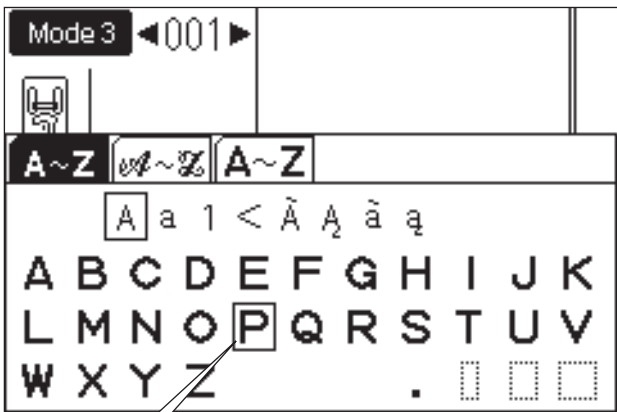 Mode 3 ◀001▶
A~Z 𝒜~𝒵 A~Z
A a 1 < Ã Ą ã ą
A B C D E F G H I J K
L M N O P Q R S T U V
W X Y Z .